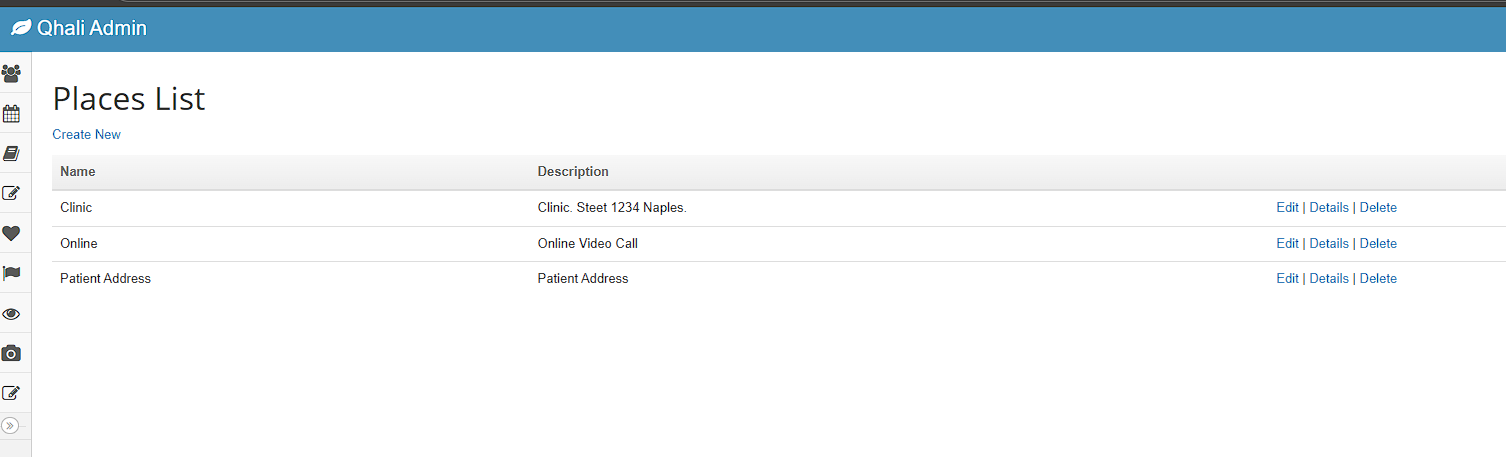 Qhali Admin
Places List
Create New
Name Description
Clinic Clinic. Steet 1234 Naples. Edit | Details | Delete
Online Online Video Call Edit | Details | Delete
Patient Address Patient Address Edit | Details | Delete